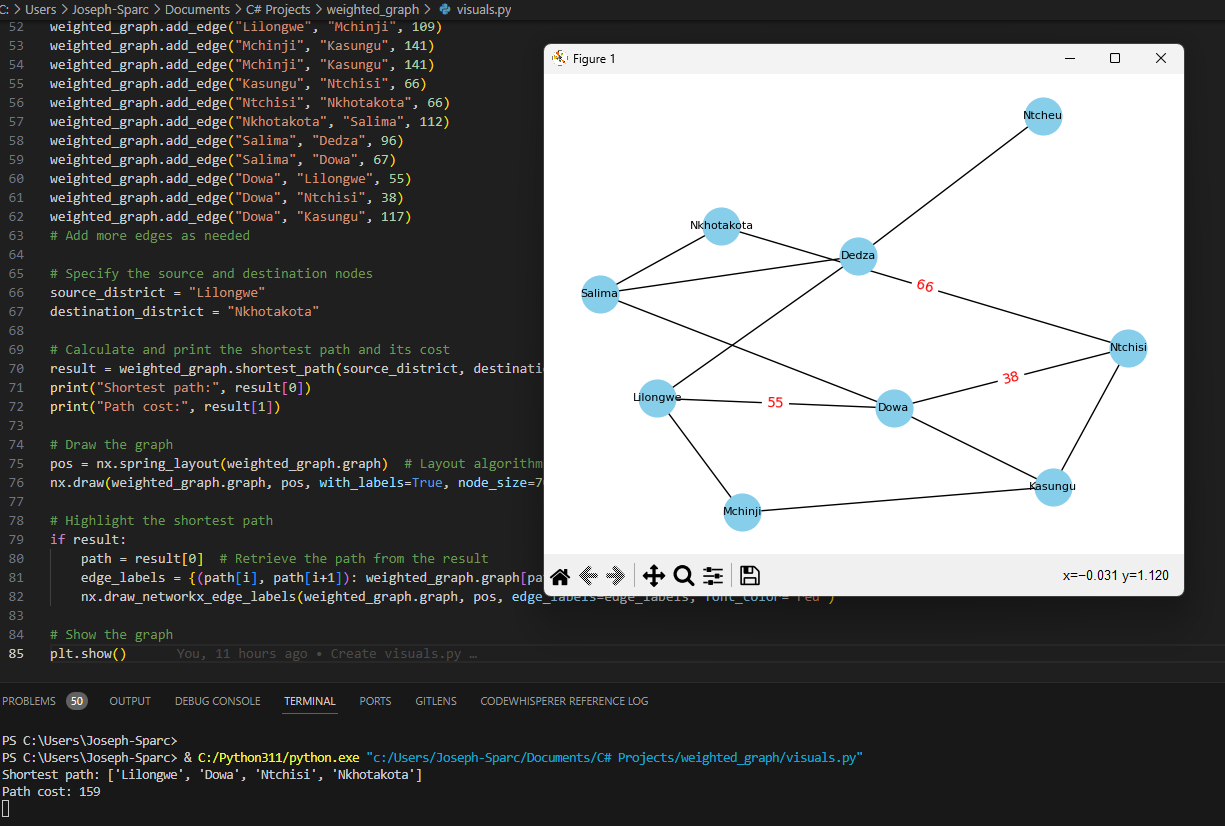 C: > Users > Joseph-Sparc > Documents > C# Projects > weighted_graph > visuals.py
52 weighted_graph.add_edge("Lilongwe", "Mchinji", 109)
53 weighted_graph.add_edge("Mchinji", "Kasungu", 141)
54 weighted_graph.add_edge("Mchinji", "Kasungu", 141)
55 weighted_graph.add_edge("Kasungu", "Ntchisi", 66)
56 weighted_graph.add_edge("Ntchisi", "Nkhotakota", 66)
57 weighted_graph.add_edge("Nkhotakota", "Salima", 112)
58 weighted_graph.add_edge("Salima", "Dedza", 96)
59 weighted_graph.add_edge("Salima", "Dowa", 67)
60 weighted_graph.add_edge("Dowa", "Lilongwe", 55)
61 weighted_graph.add_edge("Dowa", "Ntchisi", 38)
62 weighted_graph.add_edge("Dowa", "Kasungu", 117)
63 # Add more edges as needed
64
65 # Specify the source and destination nodes
66 source_district = "Lilongwe"
67 destination_district = "Nkhotakota"
68
69 # Calculate and print the shortest path and its cost
70 result = weighted_graph.shortest_path(source_district, destinati
71 print("Shortest path:", result[0])
72 print("Path cost:", result[1])
73
74 # Draw the graph
75 pos = nx.spring_layout(weighted_graph.graph)  # Layout algorithm
76 nx.draw(weighted_graph.graph, pos, with_labels=True, node_size=7
77
78 # Highlight the shortest path
79 if result:
80     path = result[0]  # Retrieve the path from the result
81     edge_labels = {(path[i], path[i+1]): weighted_graph.graph[pa
82     nx.draw_networkx_edge_labels(weighted_graph.graph, pos, edge_labels=edge_labels, font_color='red')
83
84 # Show the graph
85 plt.show()     You, 11 hours ago • Create visuals.py …
Figure 1
Ntcheu
Nkhotakota
Dedza
66
Salima
Ntchisi
38
Lilongwe
55
Dowa
Kasungu
Mchinji
x=−0.031 y=1.120
PROBLEMS 50 OUTPUT DEBUG CONSOLE TERMINAL PORTS GITLENS CODEWHISPERER REFERENCE LOG
PS C:\Users\Joseph-Sparc>
PS C:\Users\Joseph-Sparc> & C:/Python311/python.exe "c:/Users/Joseph-Sparc/Documents/C# Projects/weighted_graph/visuals.py"
Shortest path: ['Lilongwe', 'Dowa', 'Ntchisi', 'Nkhotakota']
Path cost: 159